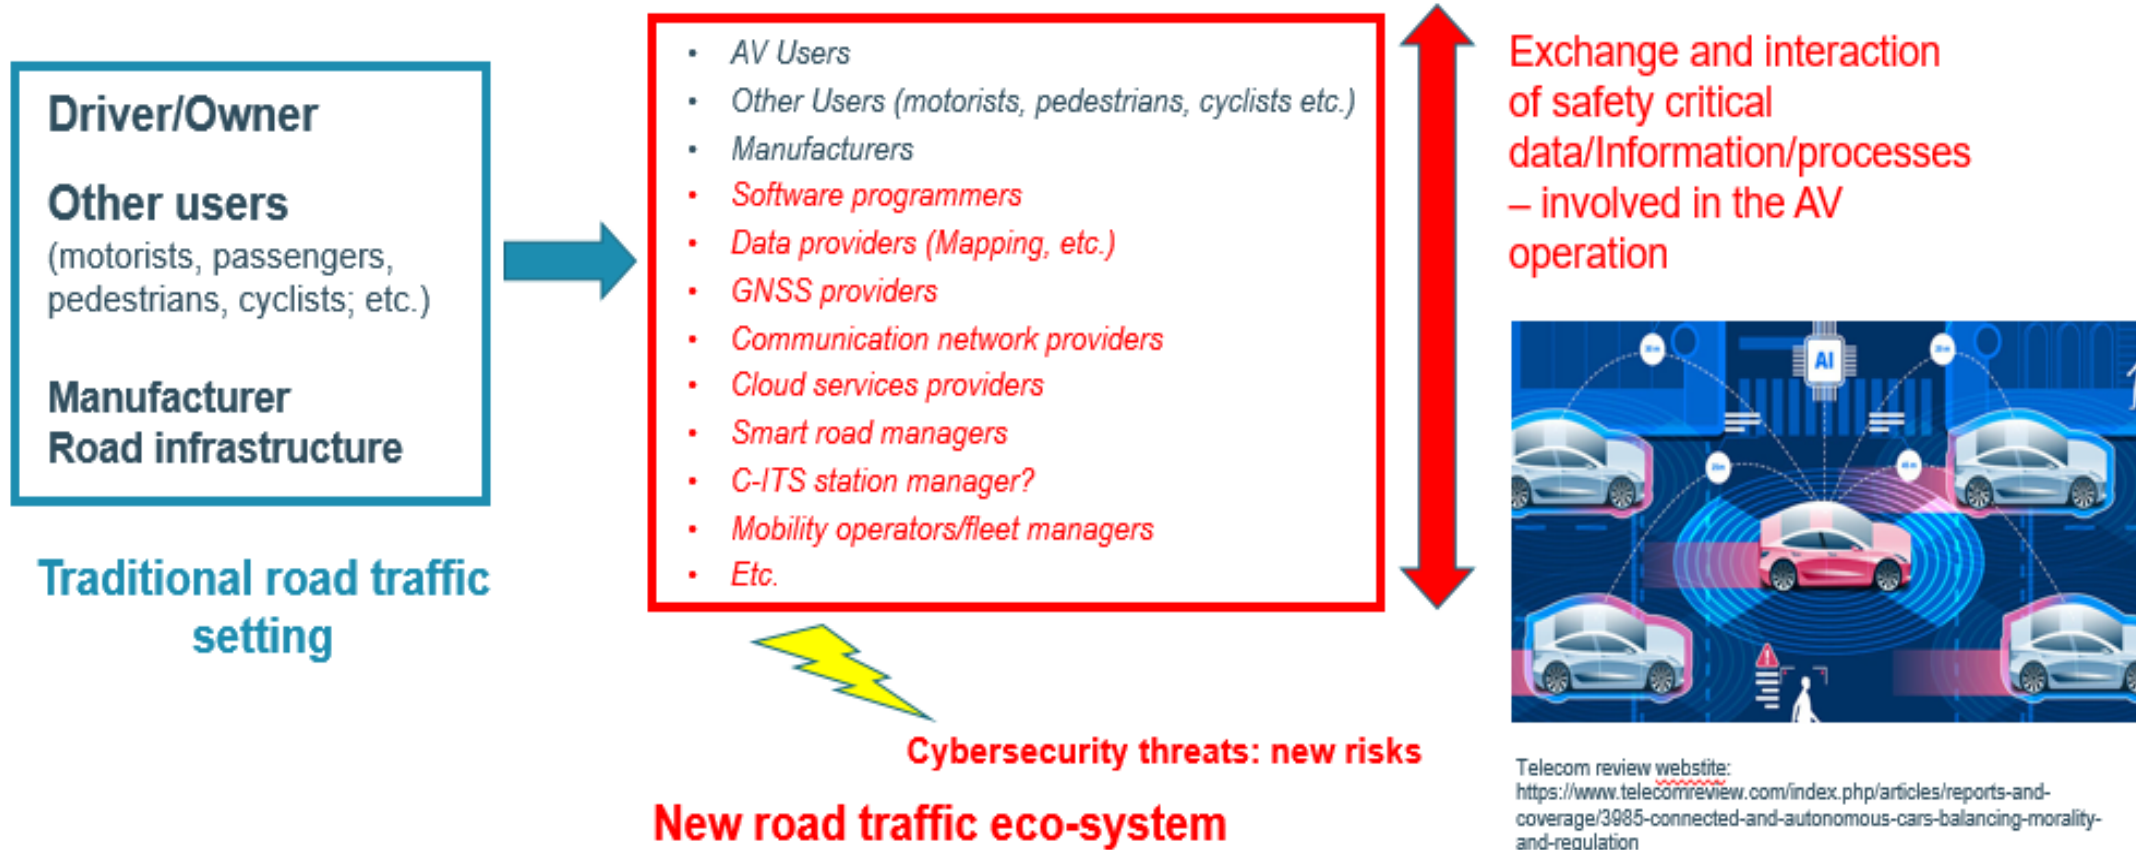 Driver/Owner
Other users
(motorists, passengers,
pedestrians, cyclists; etc.)
Manufacturer
Road infrastructure
Traditional road traffic
setting
• AV Users
• Other Users (motorists, pedestrians, cyclists etc.)
• Manufacturers
• Software programmers
• Data providers (Mapping, etc.)
• GNSS providers
• Communication network providers
• Cloud services providers
• Smart road managers
• C-ITS station manager?
• Mobility operators/fleet managers
• Etc.
Cybersecurity threats: new risks
New road traffic eco-system
Exchange and interaction
of safety critical
data/Information/processes
– involved in the AV
operation
AI
Telecom review webstite:
https://www.telecomreview.com/index.php/articles/reports-and-
coverage/3985-connected-and-autonomous-cars-balancing-morality-
and-regulation